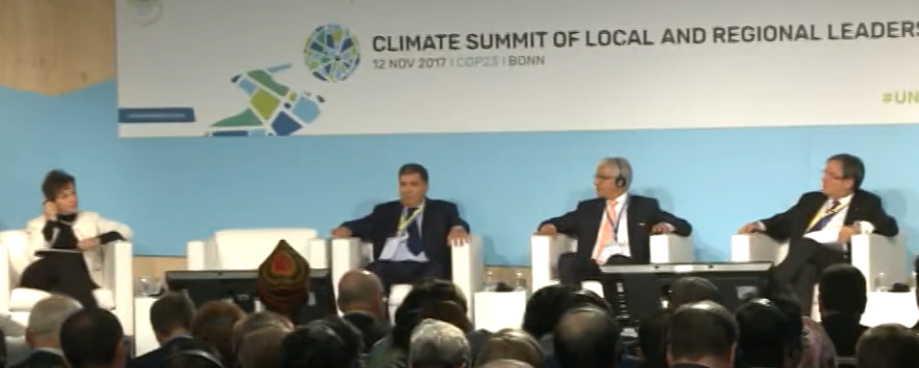 CLIMATE SUMMIT OF LOCAL AND REGIONAL LEADERS
12 NOV 2017 | COP23 | BONN
#UN